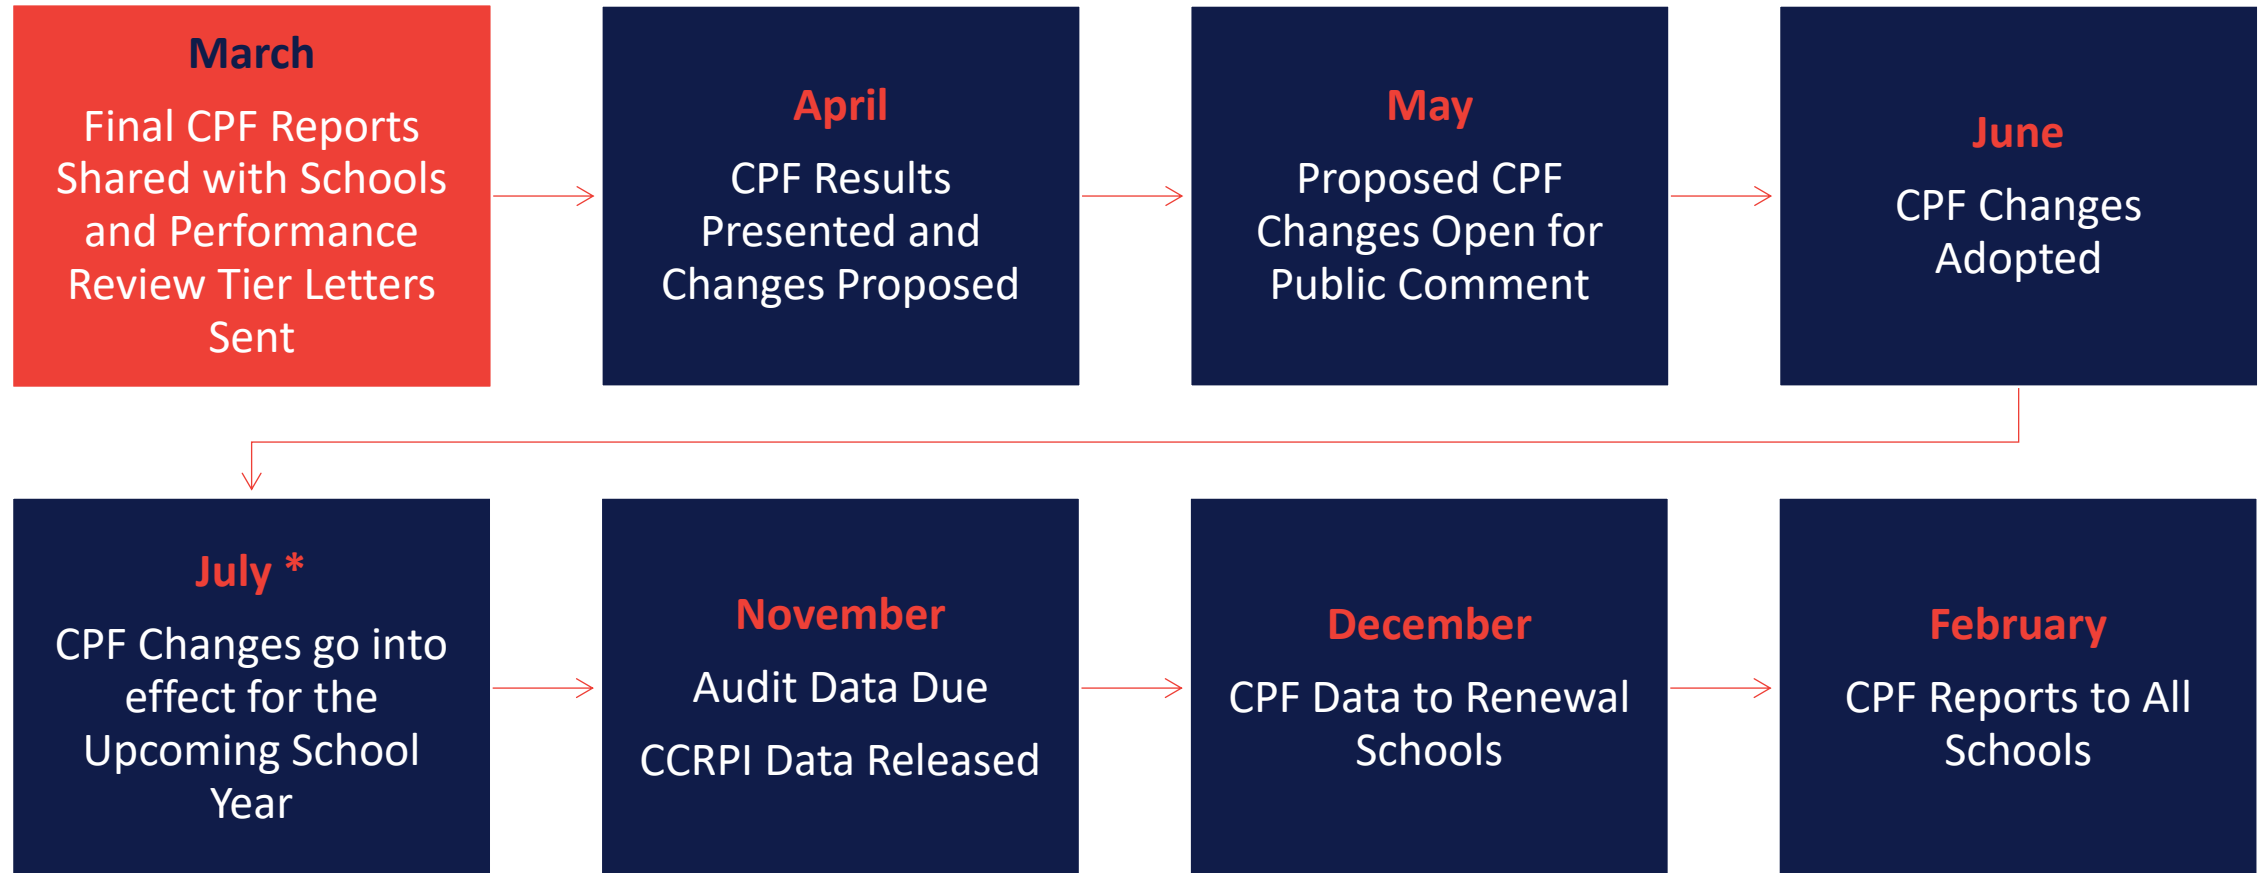 March
Final CPF Reports
Shared with Schools
and Performance
Review Tier Letters
Sent
April
CPF Results
Presented and
Changes Proposed
May
Proposed CPF
Changes Open for
Public Comment
June
CPF Changes
Adopted
July *
CPF Changes go into
effect for the
Upcoming School
Year
November
Audit Data Due
CCRPI Data Released
December
CPF Data to Renewal
Schools
February
CPF Reports to All
Schools